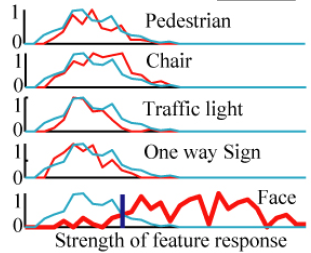 1
Pedestrian
0
1
Chair
0
1
Traffic light
0
1
One way Sign
0
1
Face
0
Strength of feature response